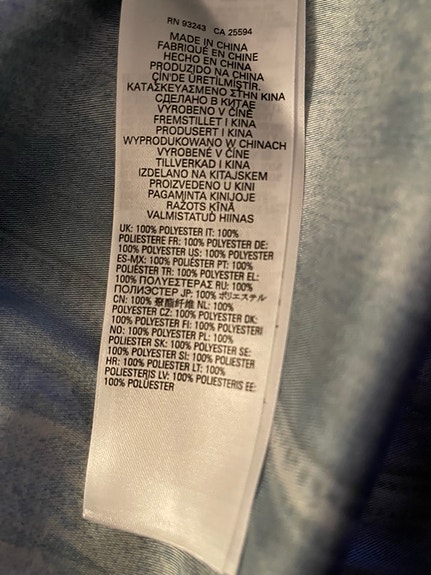 RN 93243 CA 25594
MADE IN CHINA
FABRIQUÉ EN CHINE
HECHO EN CHINA
PRODUZIDO NA CHINA
ÇİN'DE ÜRETİLMİŞTİR.
ΚΑΤΑΣΚΕΥΑΣΜΕΝΟ ΣΤΗΝ ΚΙΝΑ
СДЕЛАНО В КИТАЕ
VYROBENO V ČÍNĚ
FREMSTILLET I KINA
PRODUSERT I KINA
WYPRODUKOWANO W CHINACH
VYROBENÉ V ČÍNE
TILLVERKAD I KINA
IZDELANO NA KITAJSKEM
PROIZVEDENO U KINI
PAGAMINTA KINIJOJE
RAŽOTS ĶĪNĀ
VALMISTATUD HIINAS
UK: 100% POLYESTER IT: 100%
POLIESTERE FR: 100% POLYESTER DE:
100% POLYESTER US: 100% POLYESTER
ES-MX: 100% POLIÉSTER PT: 100%
POLIÉSTER TR: 100% POLYESTER EL:
100% ΠΟΛΥΕΣΤΕΡΑΣ RU: 100%
ПОЛИЭСТЕР JP: 100% ポリエステル
CN: 100% 聚酯纤维 NL: 100%
POLYESTER CZ: 100% POLYESTER DK:
100% POLYESTER FI: 100% POLYESTERI
NO: 100% POLYESTER PL: 100%
POLIESTER SK: 100% POLYESTER SE:
100% POLYESTER SI: 100% POLIESTER
HR: 100% POLIESTER LT: 100%
POLIESTERIS LV: 100% POLIESTERIS EE:
100% POLÜESTER